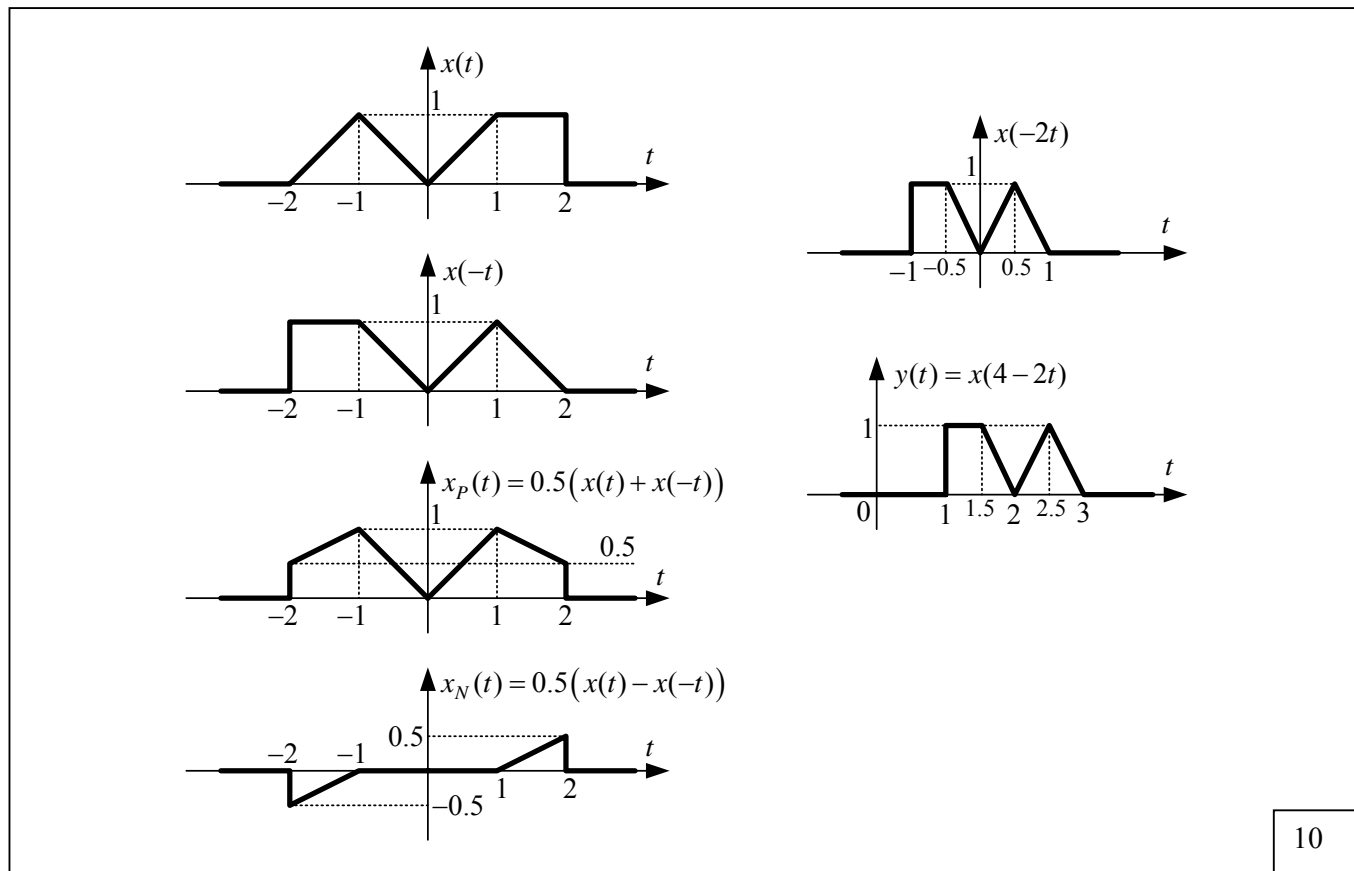 x(t)
1
t
−2 −1 1 2
x(−t)
1
t
−2 −1 1 2
x_P(t) = 0.5(x(t) + x(−t))
1
0.5
t
−2 −1 1 2
x_N(t) = 0.5(x(t) − x(−t))
0.5
−2 −1
t
1 2
−0.5
x(−2t)
1
t
−1 −0.5 0.5 1
y(t) = x(4 − 2t)
1
t
0 1 1.5 2 2.5 3
10